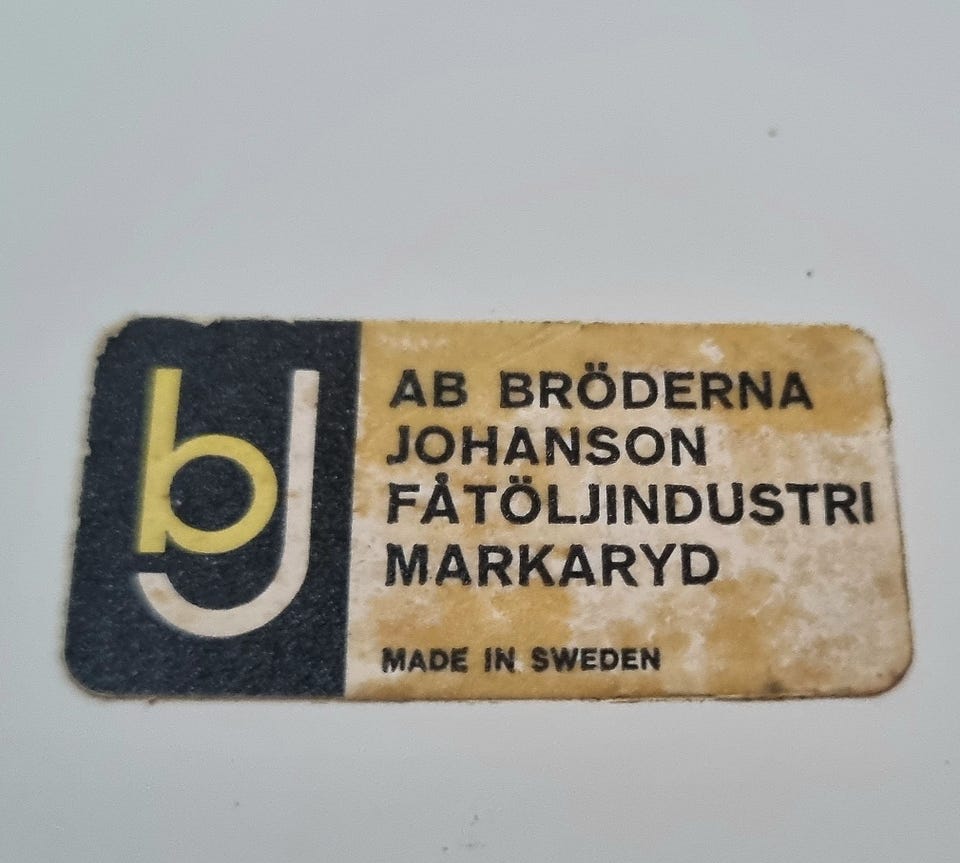 bJ
AB BRÖDERNA
JOHANSON
FÅTÖLJINDUSTRI
MARKARYD
MADE IN SWEDEN